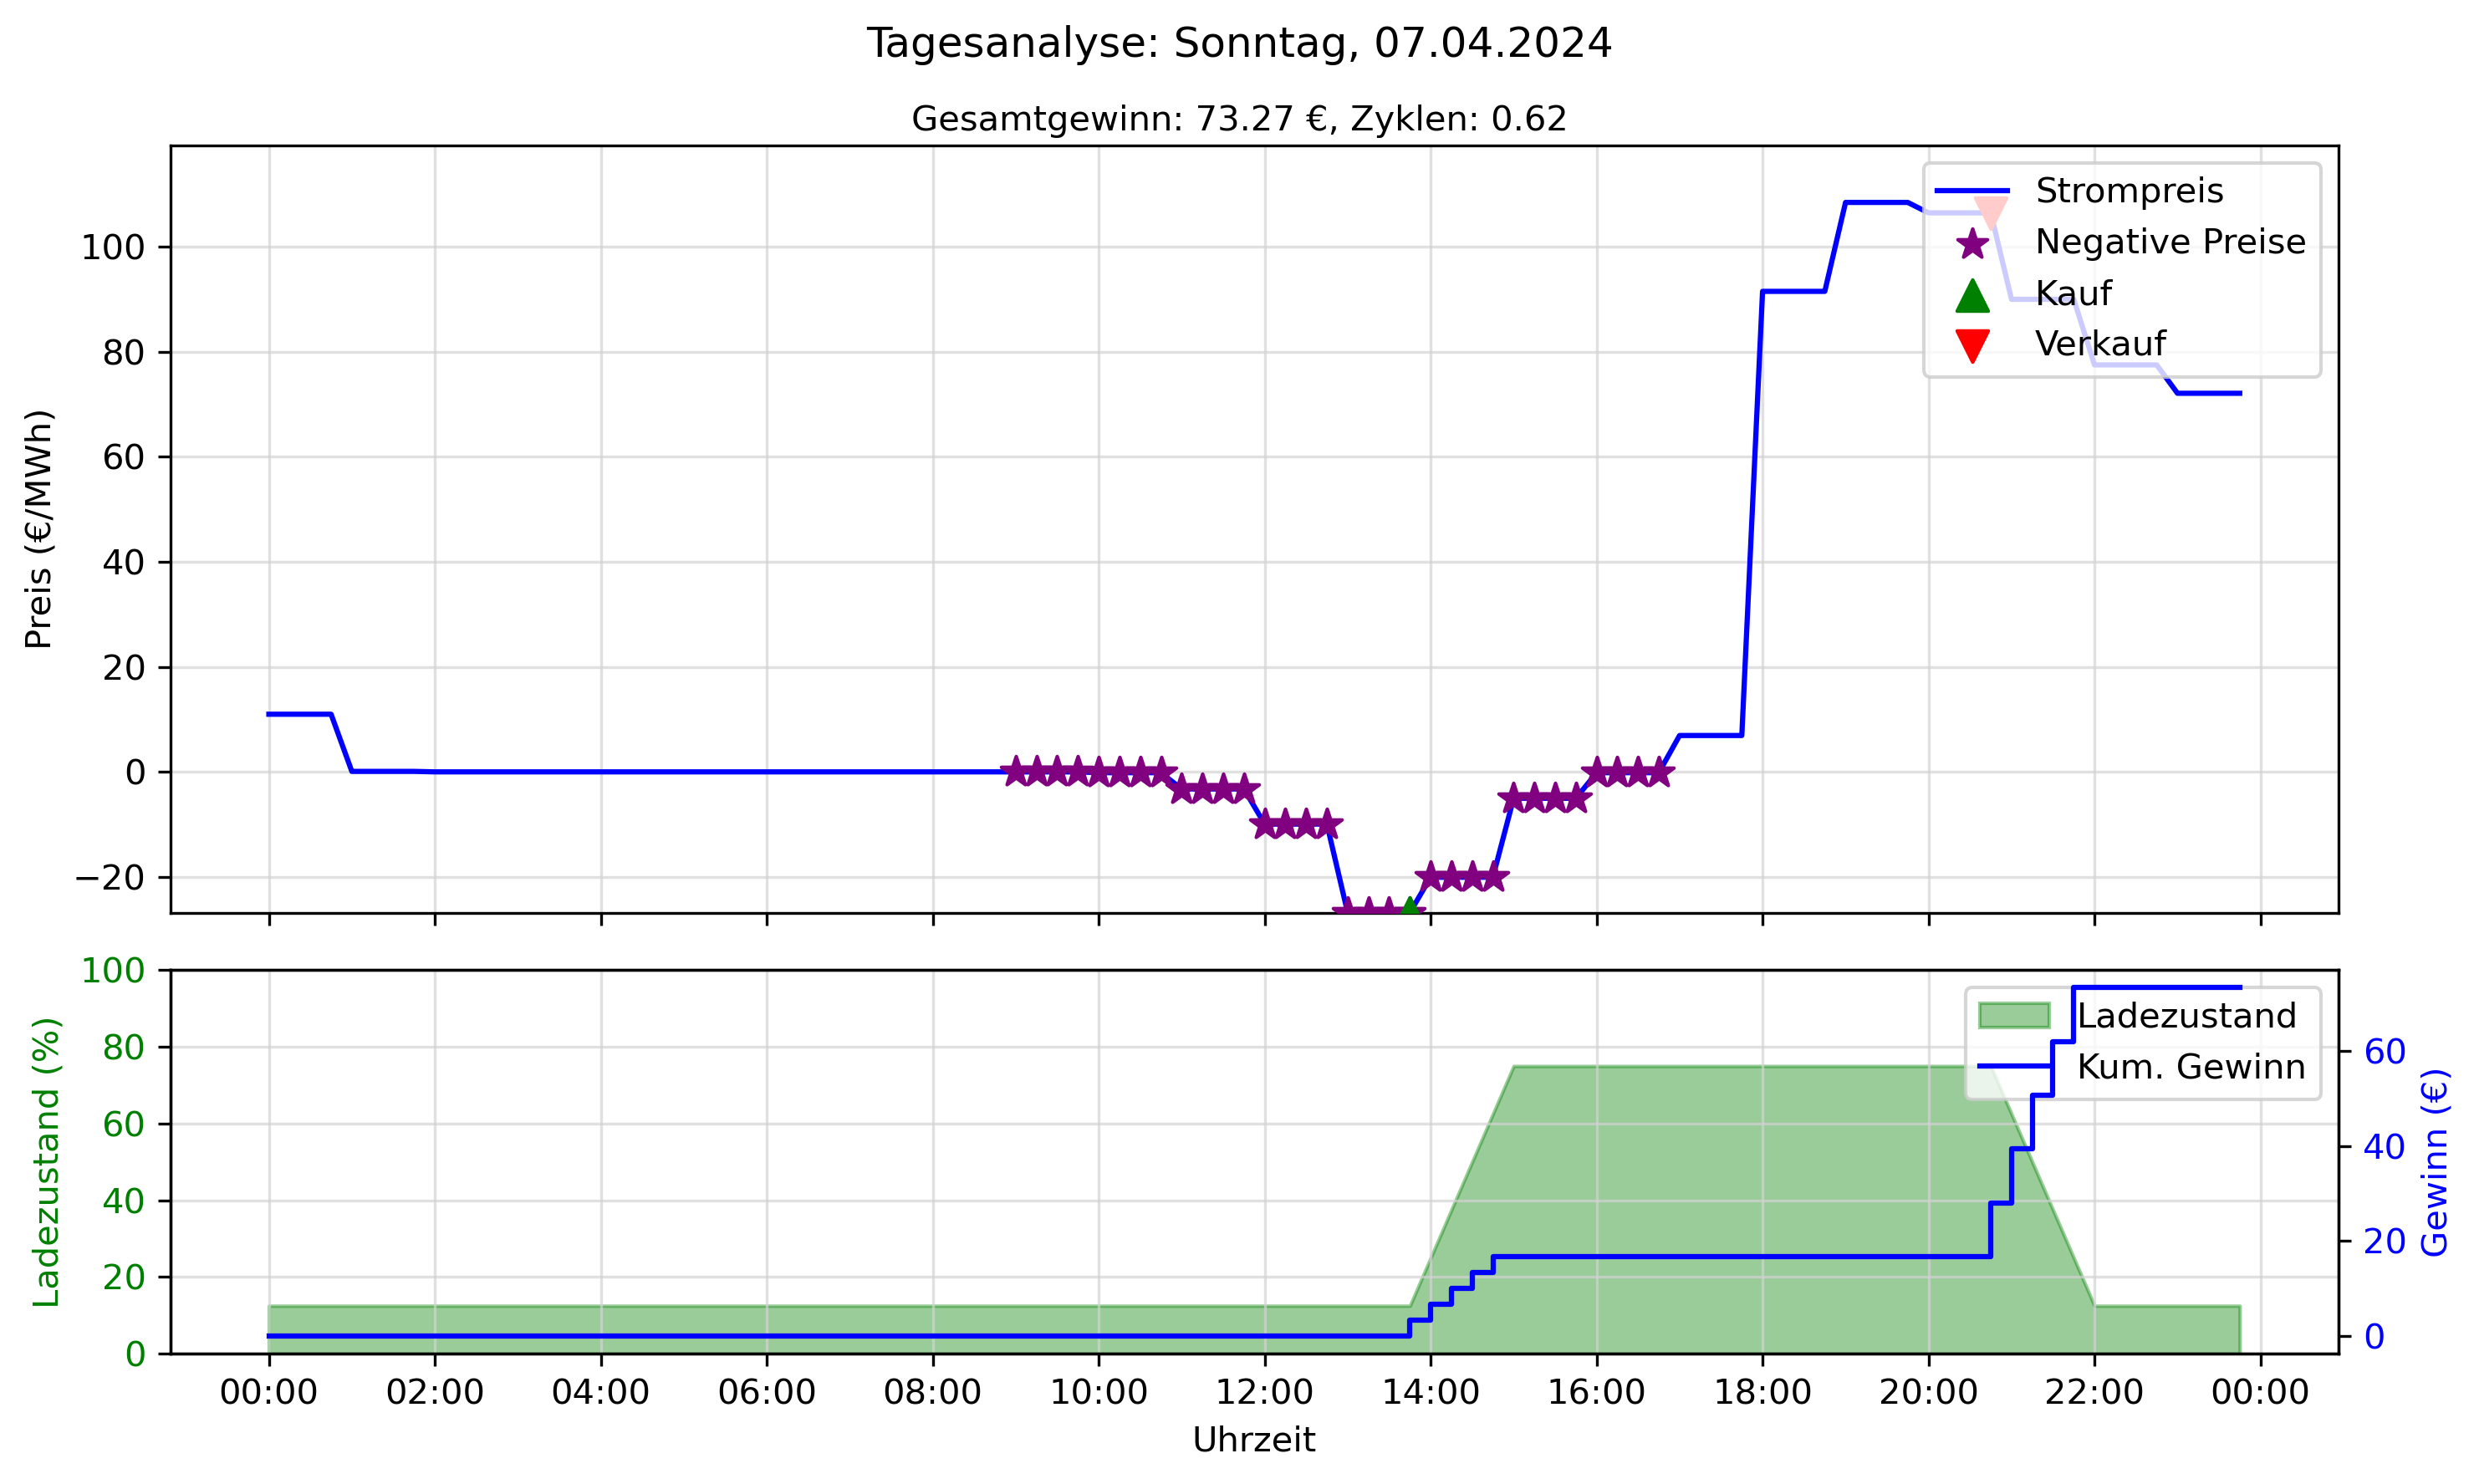 Tagesanalyse: Sonntag, 07.04.2024
Gesamtgewinn: 73.27 €, Zyklen: 0.62
Preis (€/MWh)
100
80
60
40
20
0
−20
Strompreis
Negative Preise
Kauf
Verkauf
Ladezustand (%)
100
80
60
40
20
0
Ladezustand
Kum. Gewinn
60
40
20
0
Gewinn (€)
00:00 02:00 04:00 06:00 08:00 10:00 12:00 14:00 16:00 18:00 20:00 22:00 00:00
Uhrzeit